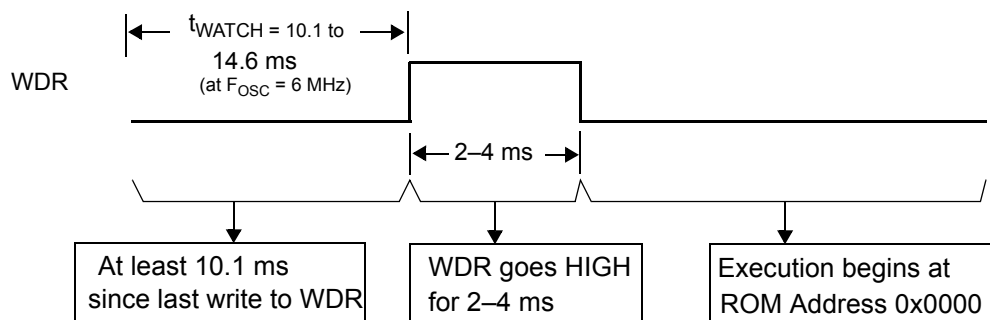 tWATCH = 10.1 to
14.6 ms
(at FOSC = 6 MHz)
WDR
2–4 ms
At least 10.1 ms
since last write to WDR
WDR goes HIGH
for 2–4 ms
Execution begins at
ROM Address 0x0000